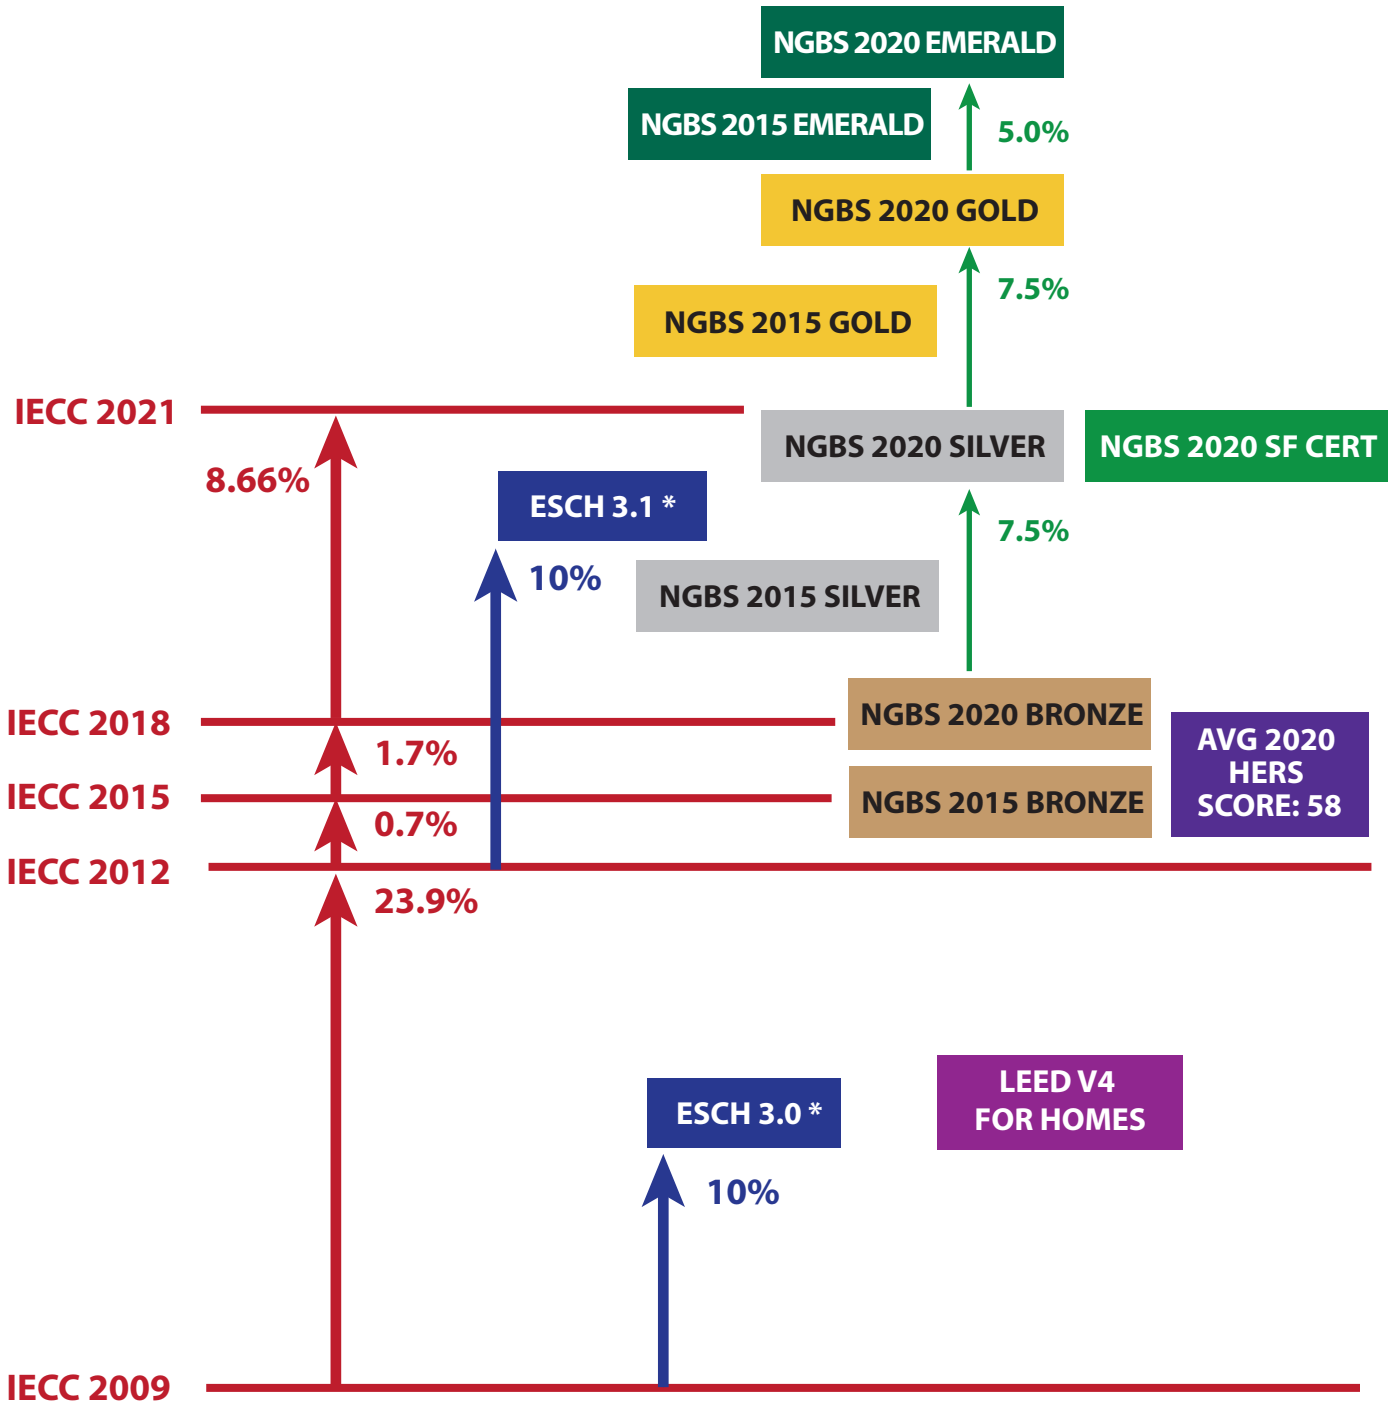 NGBS 2020 EMERALD
NGBS 2015 EMERALD
5.0%
NGBS 2020 GOLD
7.5%
NGBS 2015 GOLD
IECC 2021
NGBS 2020 SILVER
NGBS 2020 SF CERT
8.66%
ESCH 3.1 *
7.5%
10%
NGBS 2015 SILVER
IECC 2018
NGBS 2020 BRONZE
AVG 2020
HERS
SCORE: 58
1.7%
IECC 2015
NGBS 2015 BRONZE
0.7%
IECC 2012
23.9%
LEED V4
FOR HOMES
ESCH 3.0 *
10%
IECC 2009